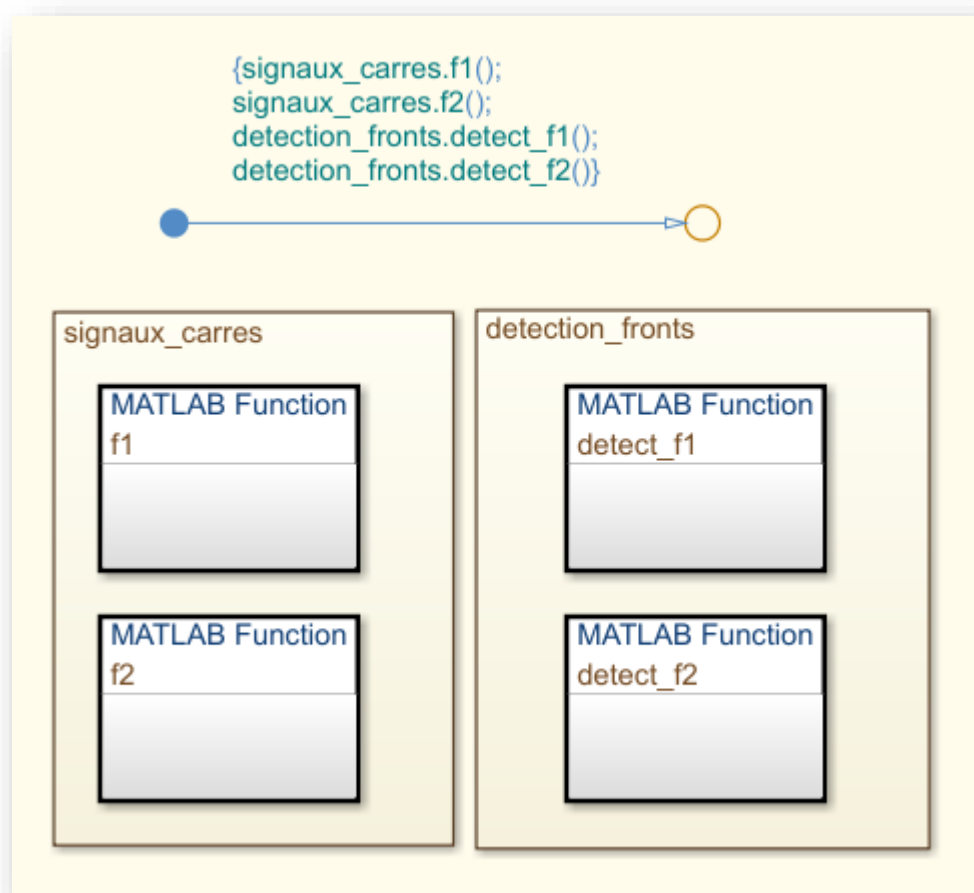 {signaux_carres.f1();
signaux_carres.f2();
detection_fronts.detect_f1();
detection_fronts.detect_f2()}
signaux_carres
MATLAB Function
f1
MATLAB Function
f2
detection_fronts
MATLAB Function
detect_f1
MATLAB Function
detect_f2